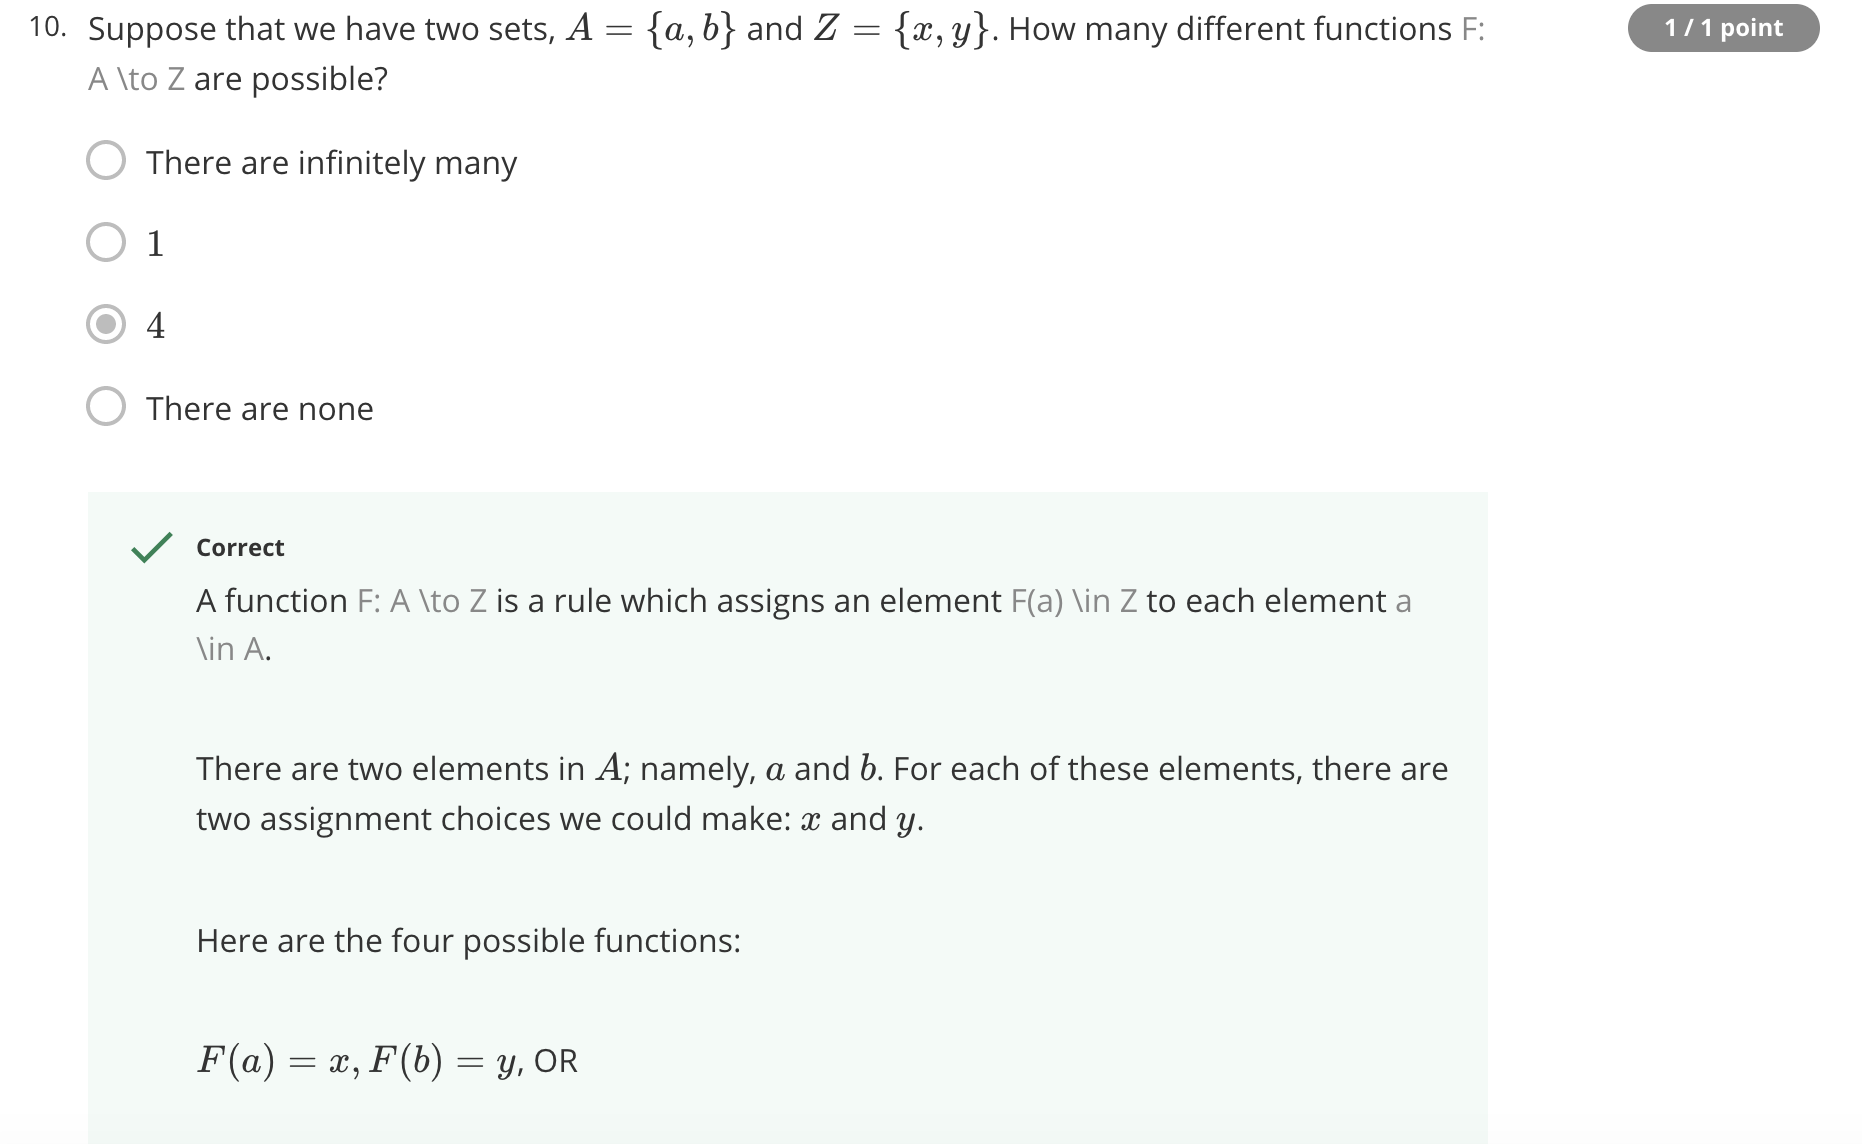 10. Suppose that we have two sets, A = {a, b} and Z = {x, y}. How many different functions F:
1 / 1 point
A \to Z are possible?
There are infinitely many
1
4
There are none
Correct
A function F: A \to Z is a rule which assigns an element F(a) \in Z to each element a
\in A.
There are two elements in A; namely, a and b. For each of these elements, there are
two assignment choices we could make: x and y.
Here are the four possible functions:
F(a) = x, F(b) = y, OR